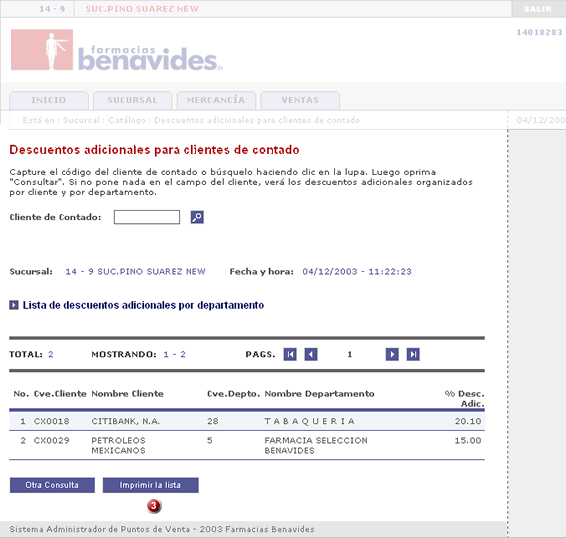 14 - 9 SUC.PINO SUAREZ NEW SALIR
farmacias
benavides
14018283
INICIO SUCURSAL MERCANCÍA VENTAS
Está en : Sucursal : Catálogo : Descuentos adicionales para clientes de contado 04/12/200
Descuentos adicionales para clientes de contado
Capture el código del cliente de contado o búsquelo haciendo clic en la lupa. Luego oprima
"Consultar". Si no pone nada en el campo del cliente, verá los descuentos adicionales organizados
por cliente y por departamento.
Cliente de Contado:
Sucursal: 14 - 9 SUC.PINO SUAREZ NEW Fecha y hora: 04/12/2003 - 11:22:23
Lista de descuentos adicionales por departamento
TOTAL: 2 MOSTRANDO: 1 - 2 PAGS. 1
No. Cve.Cliente Nombre Cliente Cve.Depto. Nombre Departamento % Desc.
Adic.
1 CX0018 CITIBANK, N.A. 28 T A B A Q U E R I A 20.10
2 CX0029 PETROLEOS 5 FARMACIA SELECCION 15.00
MEXICANOS BENAVIDES
Otra Consulta Imprimir la lista
3
Sistema Administrador de Puntos de Venta - 2003 Farmacias Benavides